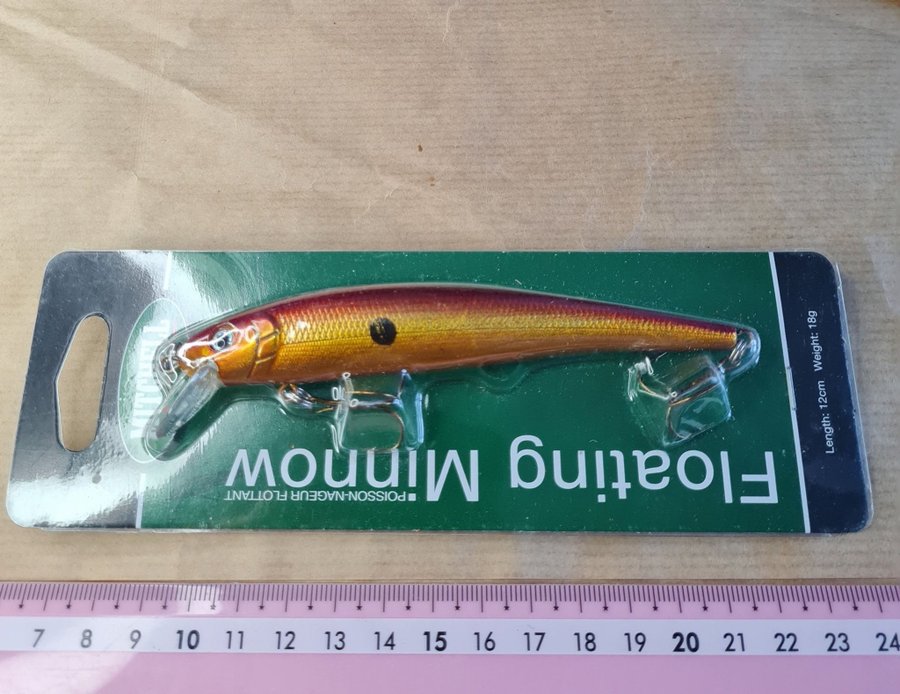 Floating Minnow
POISSON-NAGEUR FLOTTANT
Length: 12cm Weight: 18g
7 8 9 10 11 12 13 14 15 16 17 18 19 20 21 22 23 24